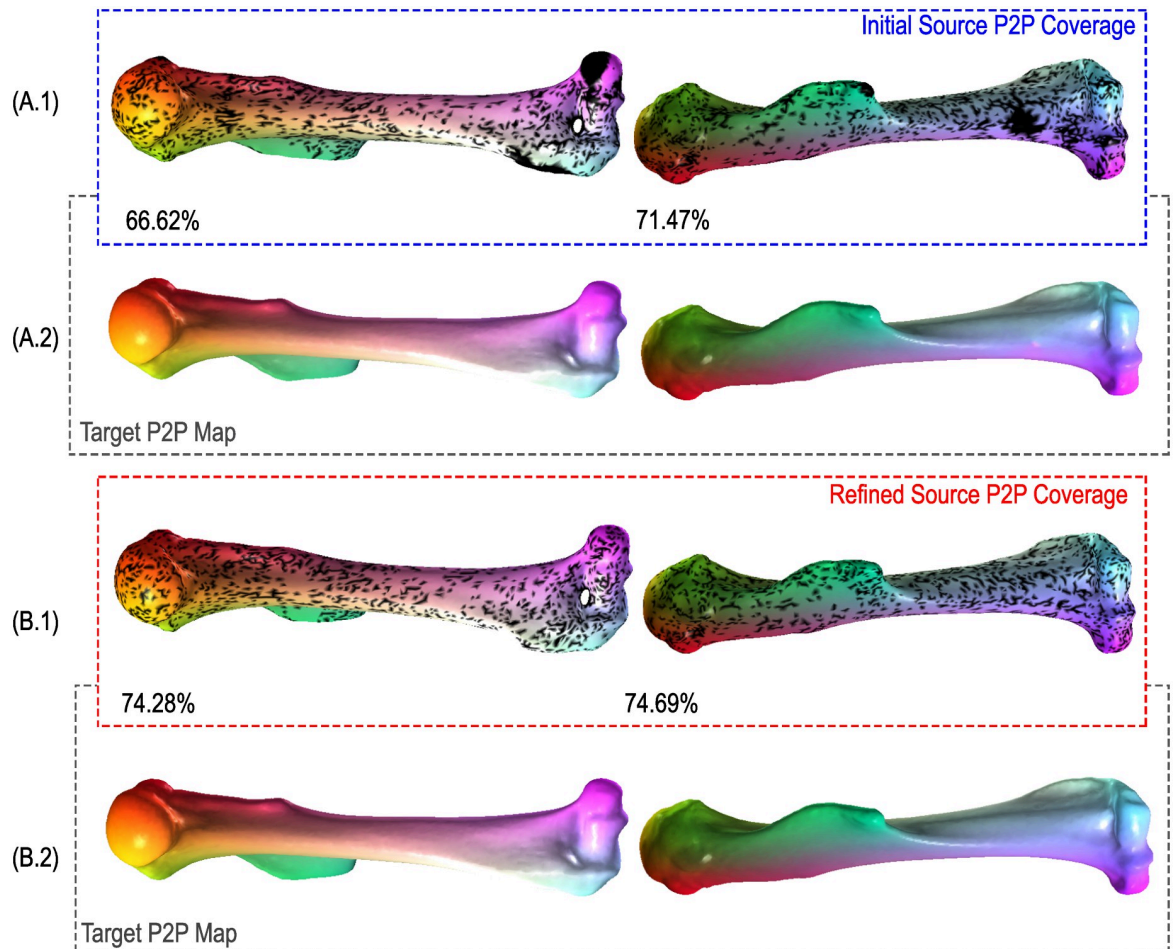 Initial Source P2P Coverage
(A.1)
66.62% 71.47%
(A.2)
Target P2P Map
Refined Source P2P Coverage
(B.1)
74.28% 74.69%
(B.2)
Target P2P Map